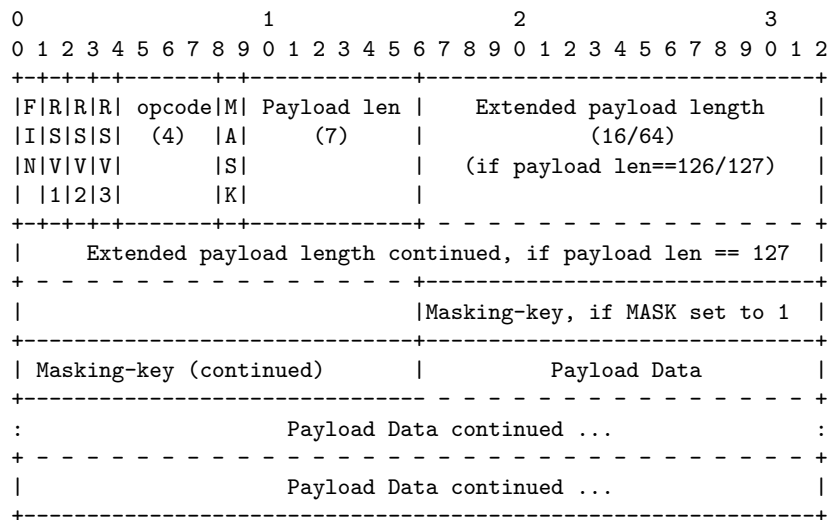 0                   1                   2                   3
0 1 2 3 4 5 6 7 8 9 0 1 2 3 4 5 6 7 8 9 0 1 2 3 4 5 6 7 8 9 0 1 2
+-+-+-+-+-------+-+-------------+-------------------------------+
|F|R|R|R| opcode|M| Payload len |    Extended payload length    |
|I|S|S|S|  (4)  |A|     (7)     |             (16/64)           |
|N|V|V|V|       |S|             |   (if payload len==126/127)   |
| |1|2|3|       |K|             |                               |
+-+-+-+-+-------+-+-------------+ - - - - - - - - - - - - - - - +
|     Extended payload length continued, if payload len == 127  |
+ - - - - - - - - - - - - - - - +-------------------------------+
|                               |Masking-key, if MASK set to 1  |
+-------------------------------+-------------------------------+
| Masking-key (continued)       |          Payload Data         |
+-------------------------------- - - - - - - - - - - - - - - - +
:                     Payload Data continued ...                :
+ - - - - - - - - - - - - - - - - - - - - - - - - - - - - - - - +
|                     Payload Data continued ...                |
+---------------------------------------------------------------+